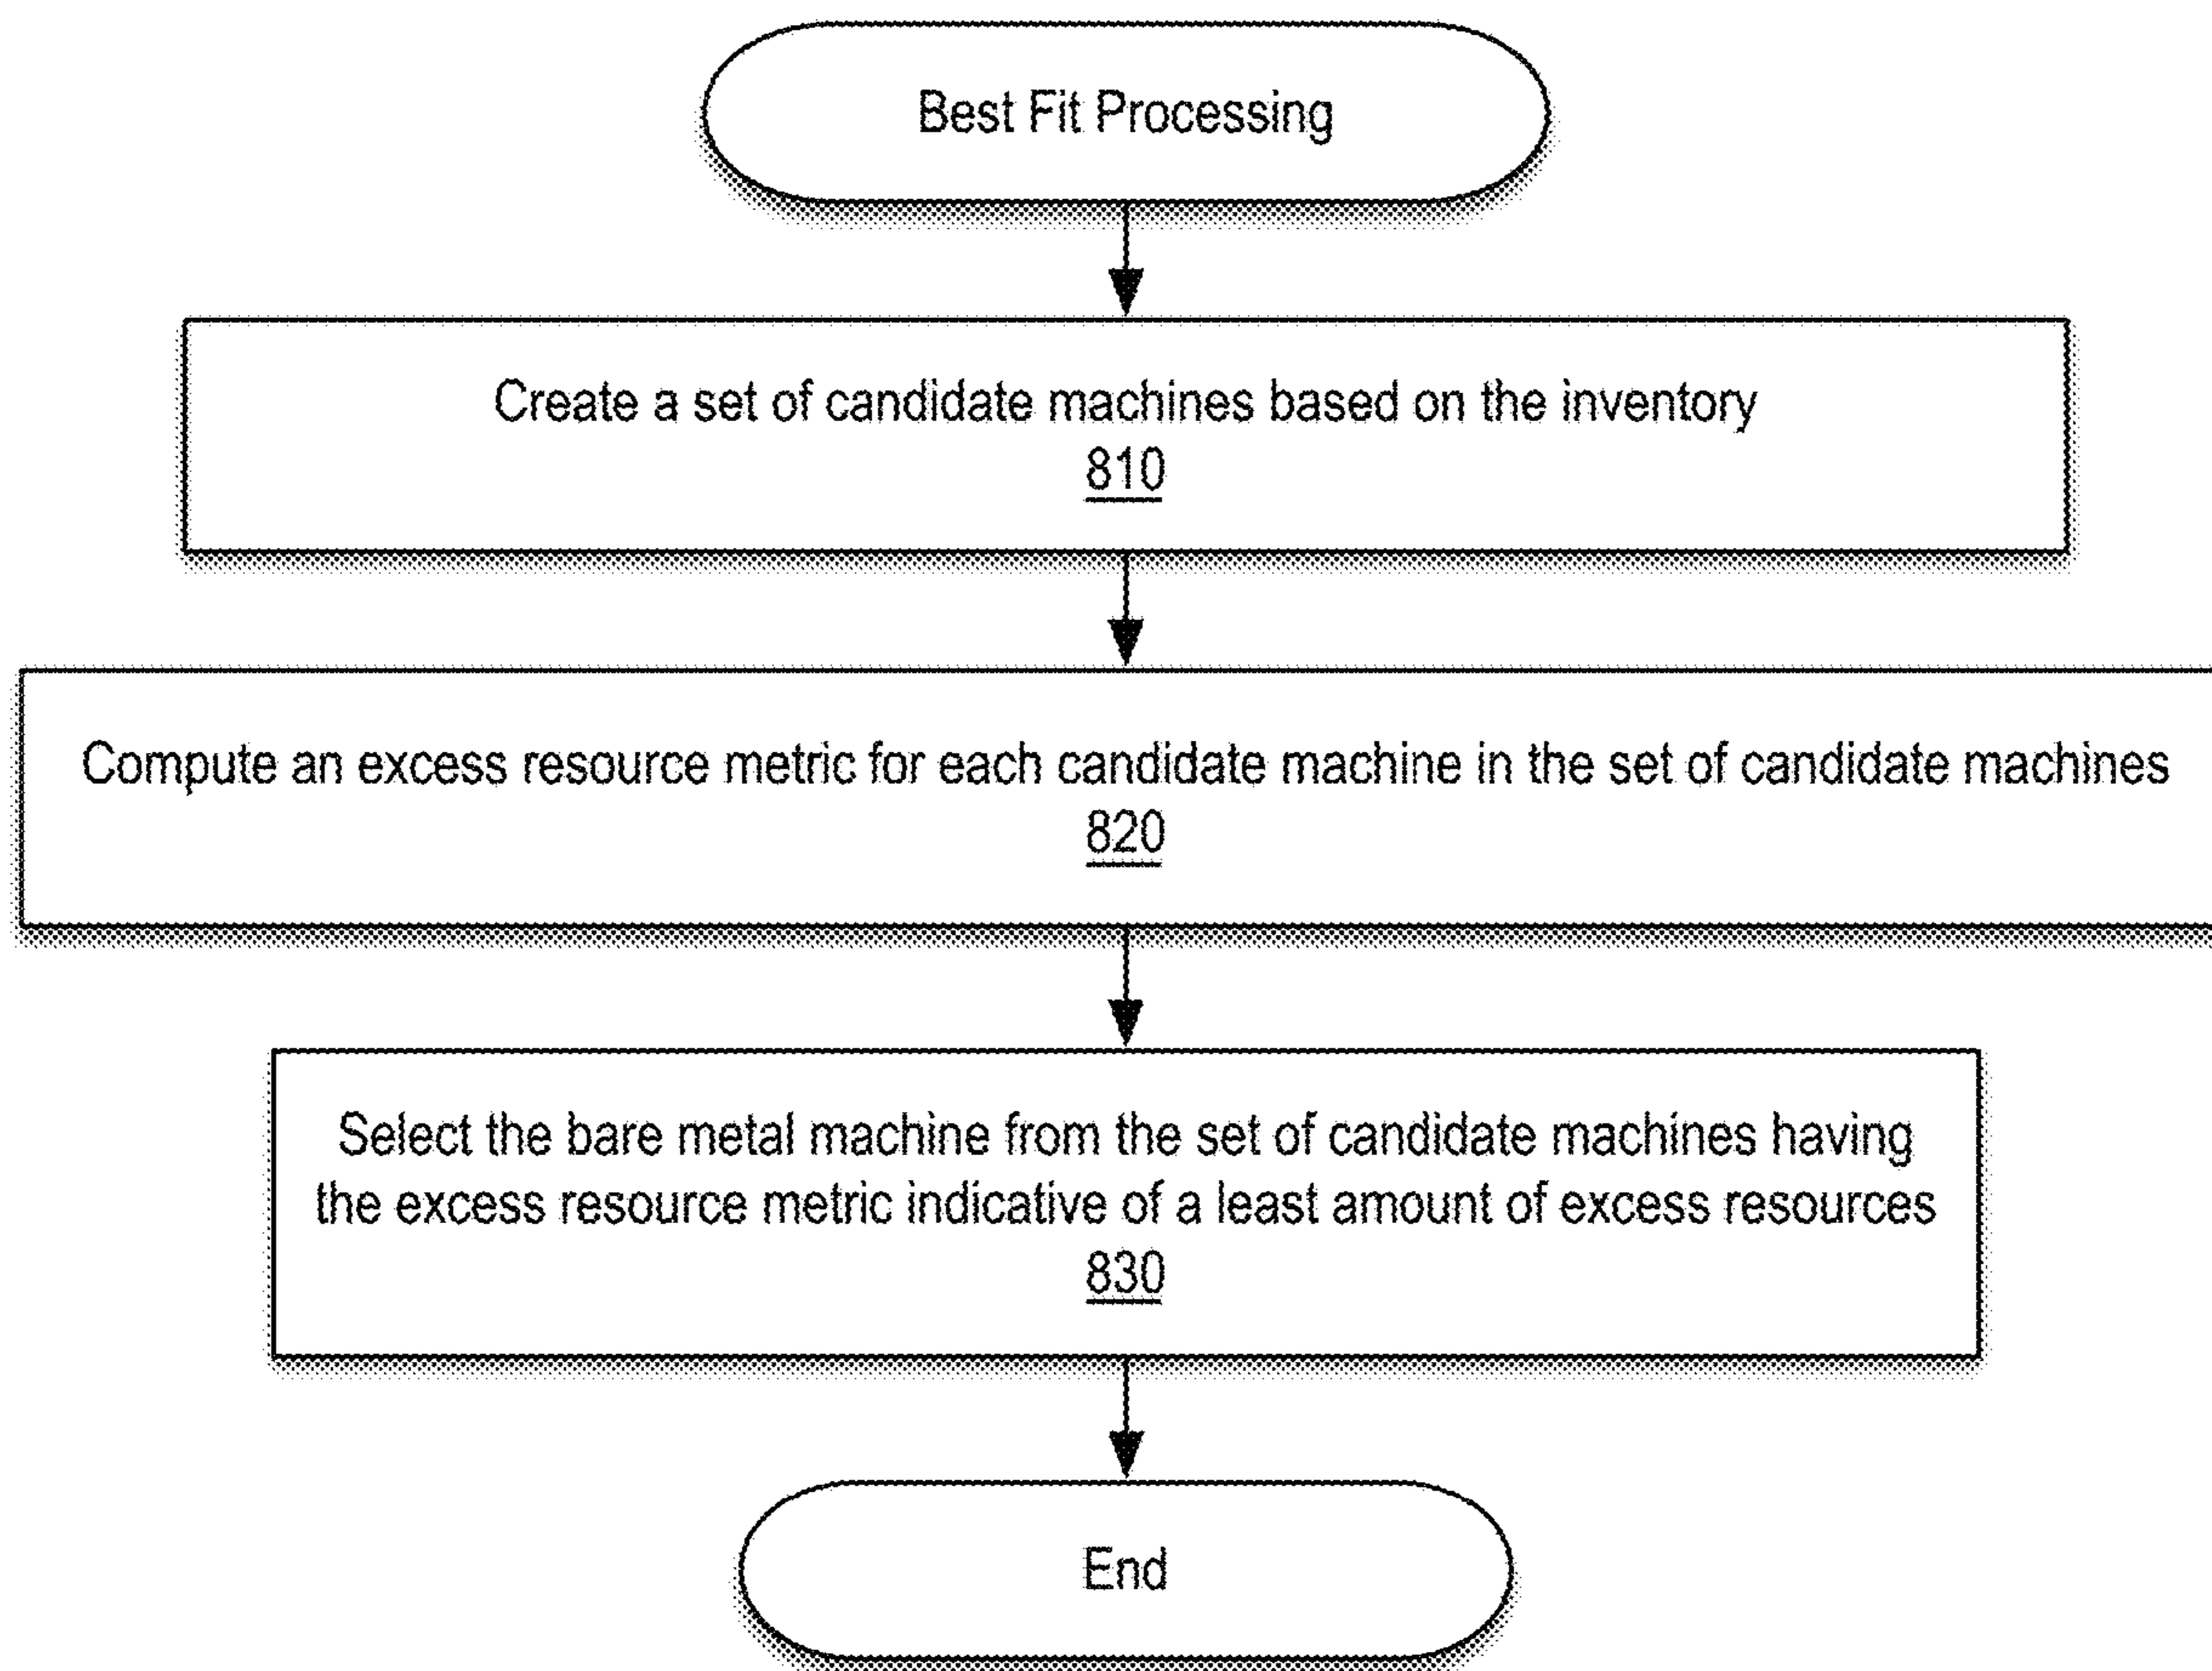 Best Fit Processing
Create a set of candidate machines based on the inventory
810
Compute an excess resource metric for each candidate machine in the set of candidate machines
820
Select the bare metal machine from the set of candidate machines having
the excess resource metric indicative of a least amount of excess resources
830
End